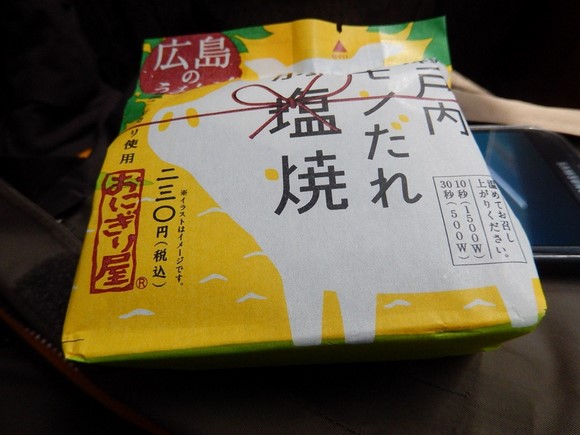 広島
の
瀬戸内
レモンだれ
塩焼
使用
おにぎり屋®
二三〇円(税込)
※イラストはイメージです。
温めてお召し
上がりください。
10秒(1500W)
30秒(500W)